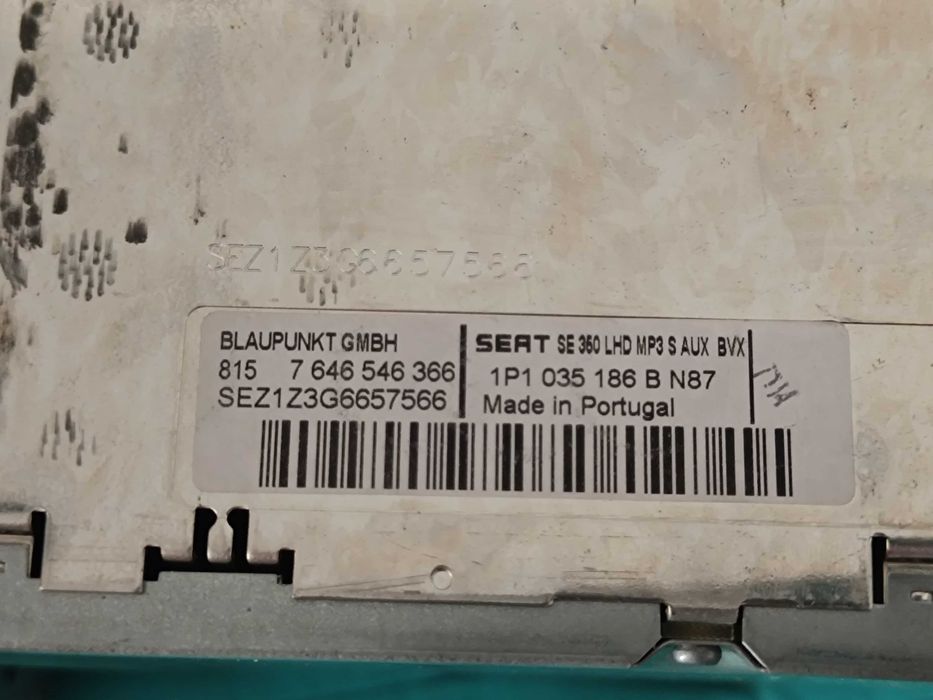 SEZ1Z3G6657566
BLAUPUNKT GMBH
815 7 646 546 366
SEZ1Z3G6657566
SEAT SE 360 LHD MP3 S AUX BVX
1P1 035 186 B N87
Made in Portugal